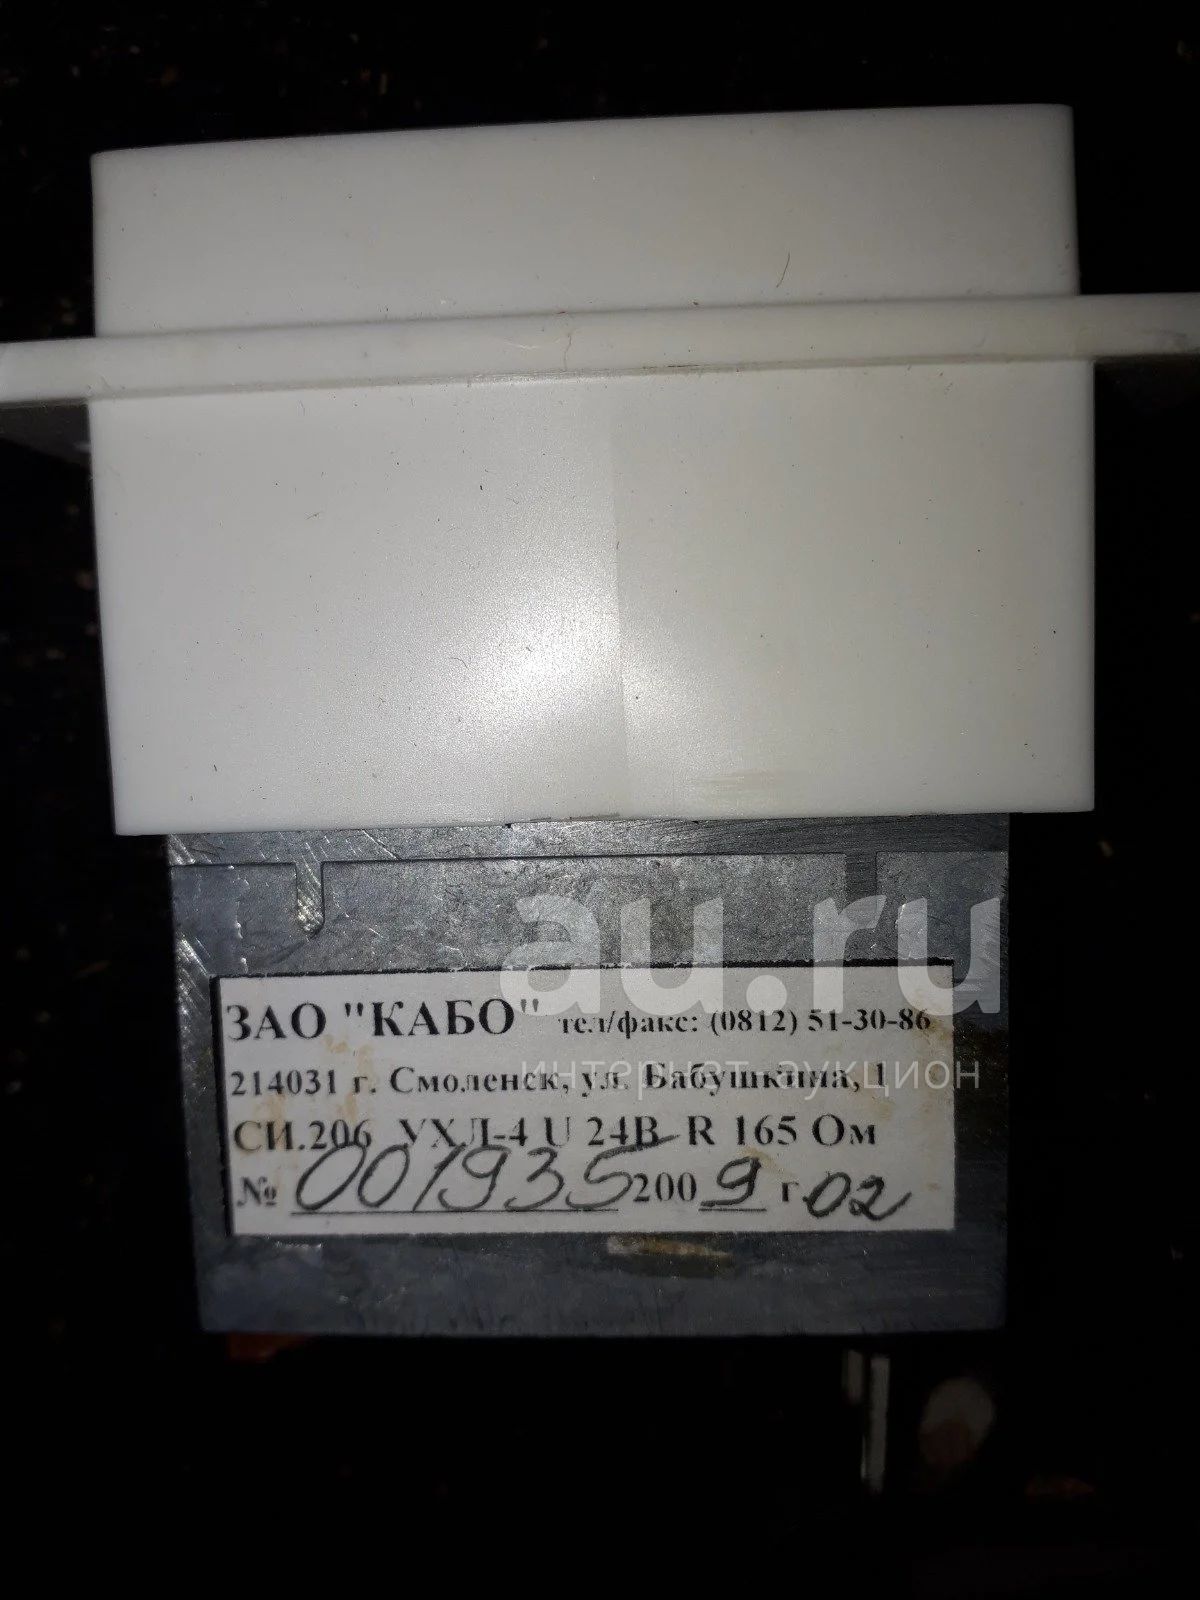 au.ru
интернет-аукцион
ЗАО "КАБО" тел/факс: (0812) 51-30-86
214031 г. Смоленск, ул. Бабушкина, 1
СИ.206 УХЛ-4 U 24В R 165 Ом
№ 001935 2009 г 02